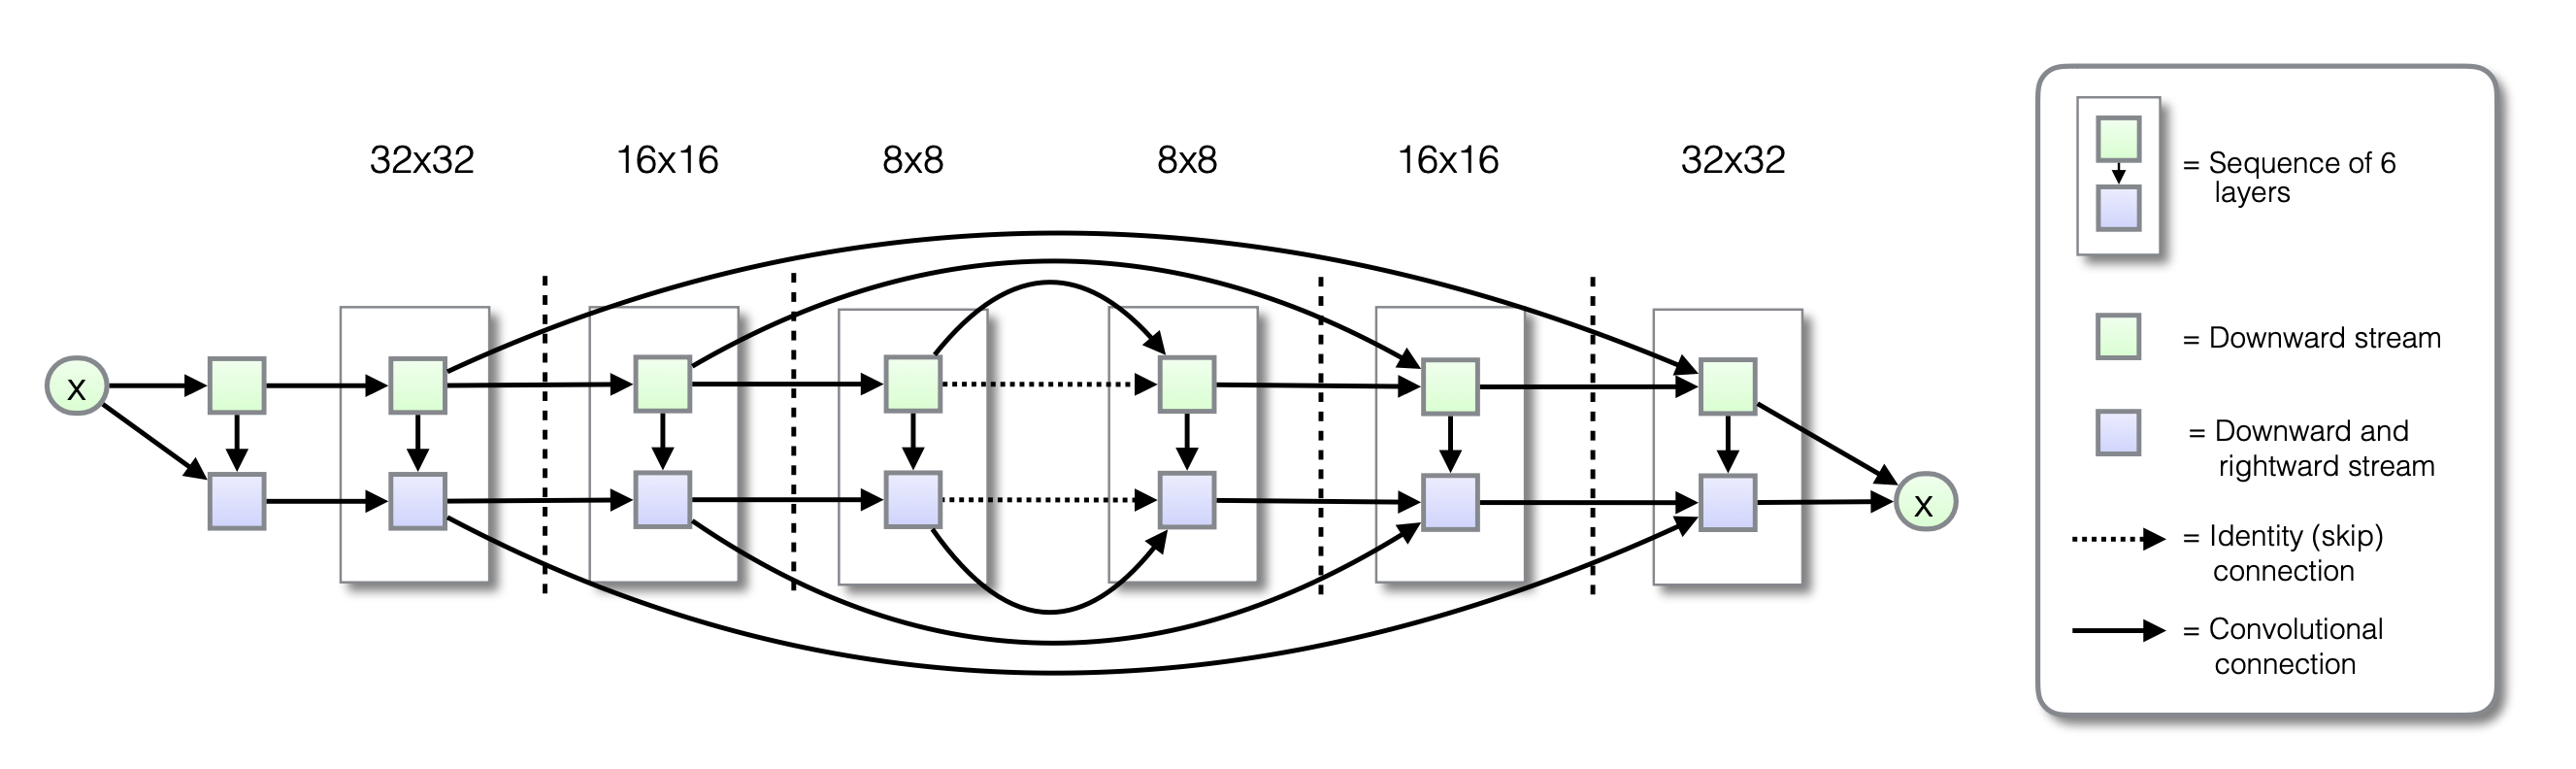 32x32
16x16
8x8
8x8
16x16
32x32
x
x
= Sequence of 6
layers
= Downward stream
= Downward and
rightward stream
= Identity (skip)
connection
= Convolutional
connection